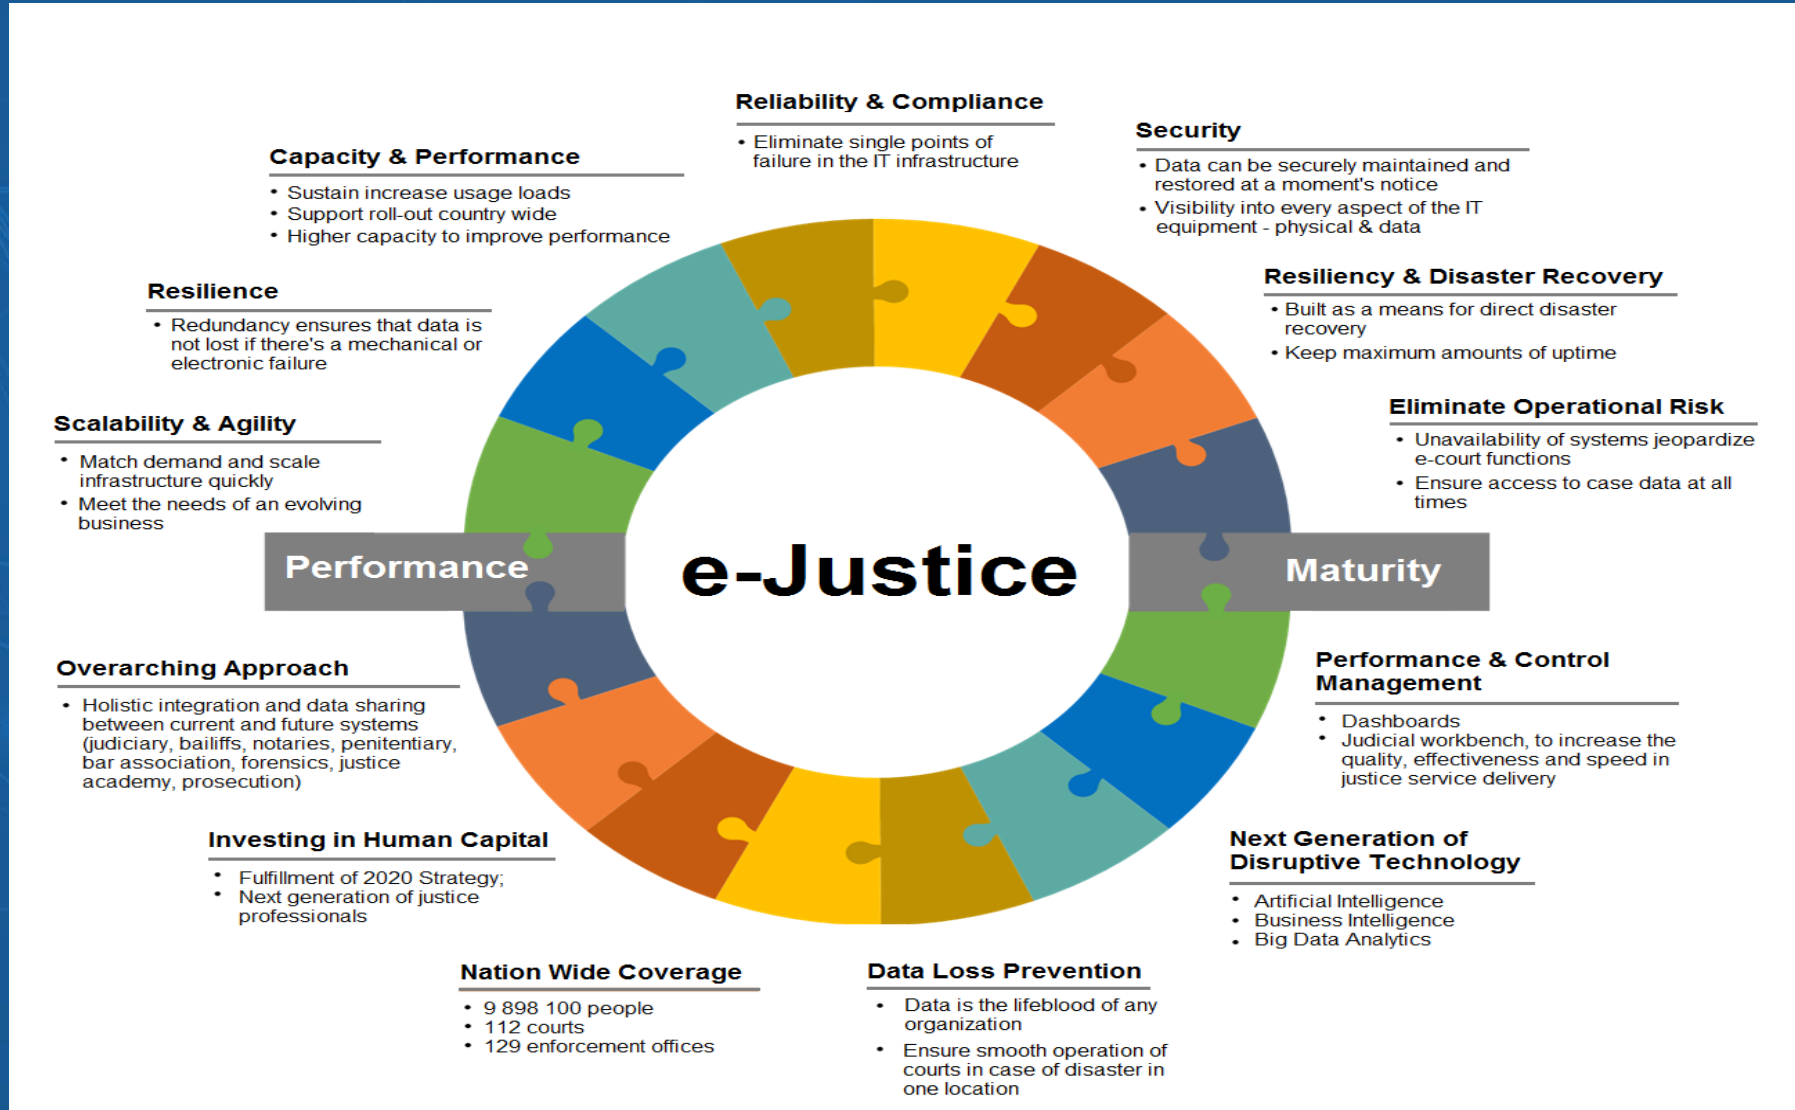 Reliability & Compliance
• Eliminate single points of
failure in the IT infrastructure
Security
• Data can be securely maintained and
restored at a moment's notice
• Visibility into every aspect of the IT
equipment - physical & data
Capacity & Performance
• Sustain increase usage loads
• Support roll-out country wide
• Higher capacity to improve performance
Resiliency & Disaster Recovery
• Built as a means for direct disaster
recovery
• Keep maximum amounts of uptime
Resilience
• Redundancy ensures that data is
not lost if there's a mechanical or
electronic failure
Eliminate Operational Risk
• Unavailability of systems jeopardize
e-court functions
• Ensure access to case data at all
times
Scalability & Agility
• Match demand and scale
infrastructure quickly
• Meet the needs of an evolving
business
Performance
e-Justice
Maturity
Overarching Approach
• Holistic integration and data sharing
between current and future systems
(judiciary, bailiffs, notaries, penitentiary,
bar association, forensics, justice
academy, prosecution)
Performance & Control
Management
• Dashboards
• Judicial workbench, to increase the
quality, effectiveness and speed in
justice service delivery
Investing in Human Capital
• Fulfillment of 2020 Strategy;
• Next generation of justice
professionals
Next Generation of
Disruptive Technology
• Artificial Intelligence
• Business Intelligence
• Big Data Analytics
Nation Wide Coverage
• 9 898 100 people
• 112 courts
• 129 enforcement offices
Data Loss Prevention
• Data is the lifeblood of any
organization
• Ensure smooth operation of
courts in case of disaster in
one location